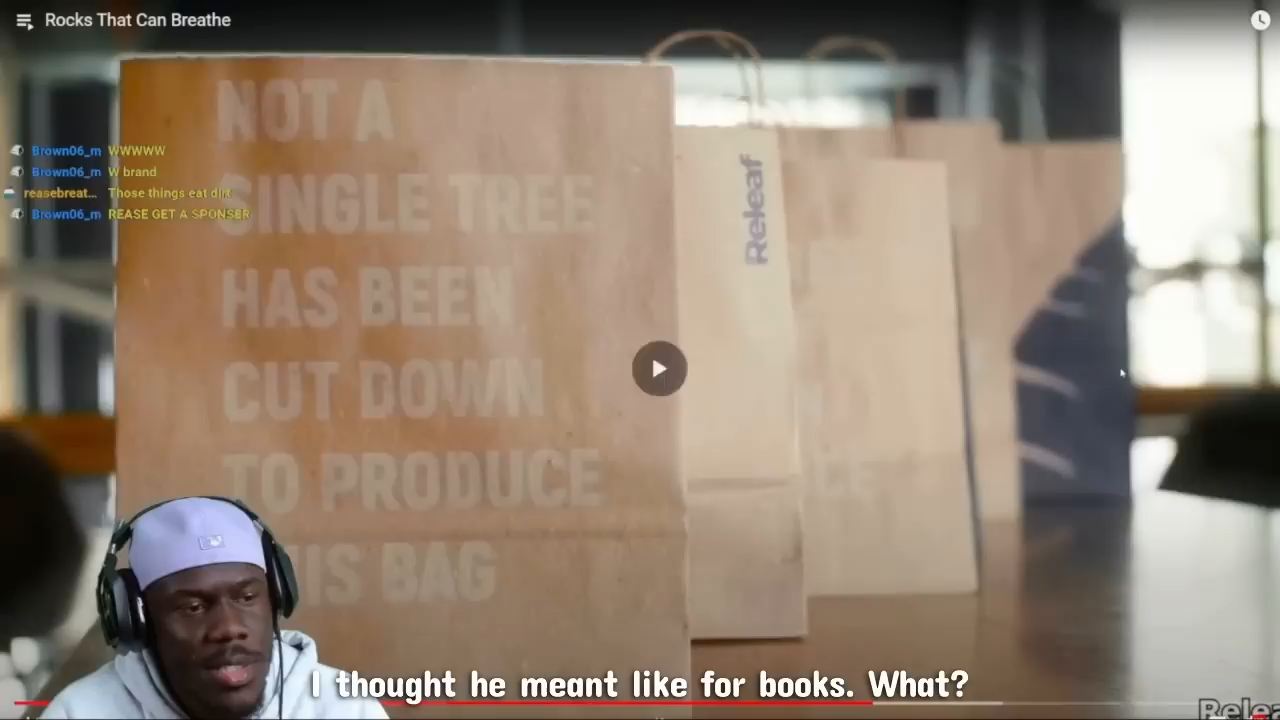 Rocks That Can Breathe
NOT A
SINGLE TREE
HAS BEEN
CUT DOWN
TO PRODUCE
BAG
Releaf
Brown06_m WWWWW
Brown06_m W brand
reasebreat... Those things eat dirt
Brown06_m REASE GET A SPONSER
I thought he meant like for books. What?